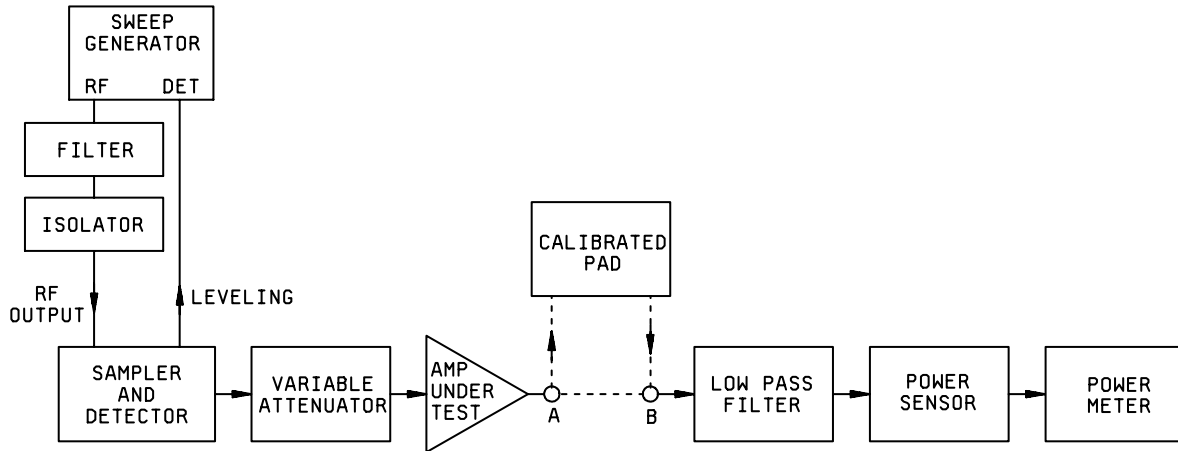 SWEEP
GENERATOR
RF DET
FILTER
ISOLATOR
RF
OUTPUT
LEVELING
CALIBRATED
PAD
SAMPLER
AND
DETECTOR
VARIABLE
ATTENUATOR
AMP
UNDER
TEST
A
B
LOW PASS
FILTER
POWER
SENSOR
POWER
METER